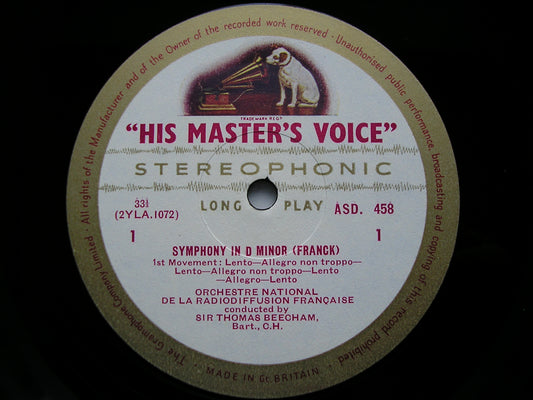 All rights of the Manufacturer and of the Owner of the recorded work reserved · Unauthorised public performance, broadcasting and copying of this record prohibited ·
TRADE MARK REGD
"HIS MASTER'S VOICE"
STEREOPHONIC
LONG PLAY
33⅓
(2YLA.1072)
ASD. 458
1
1
SYMPHONY IN D MINOR (FRANCK)
1st Movement: Lento—Allegro non troppo—
Lento—Allegro non troppo—Lento
—Allegro—Lento
ORCHESTRE NATIONAL
DE LA RADIODIFFUSION FRANÇAISE
conducted by
SIR THOMAS BEECHAM,
Bart., C.H.
The Gramophone Company Limited.
· MADE IN Gt. BRITAIN. ·